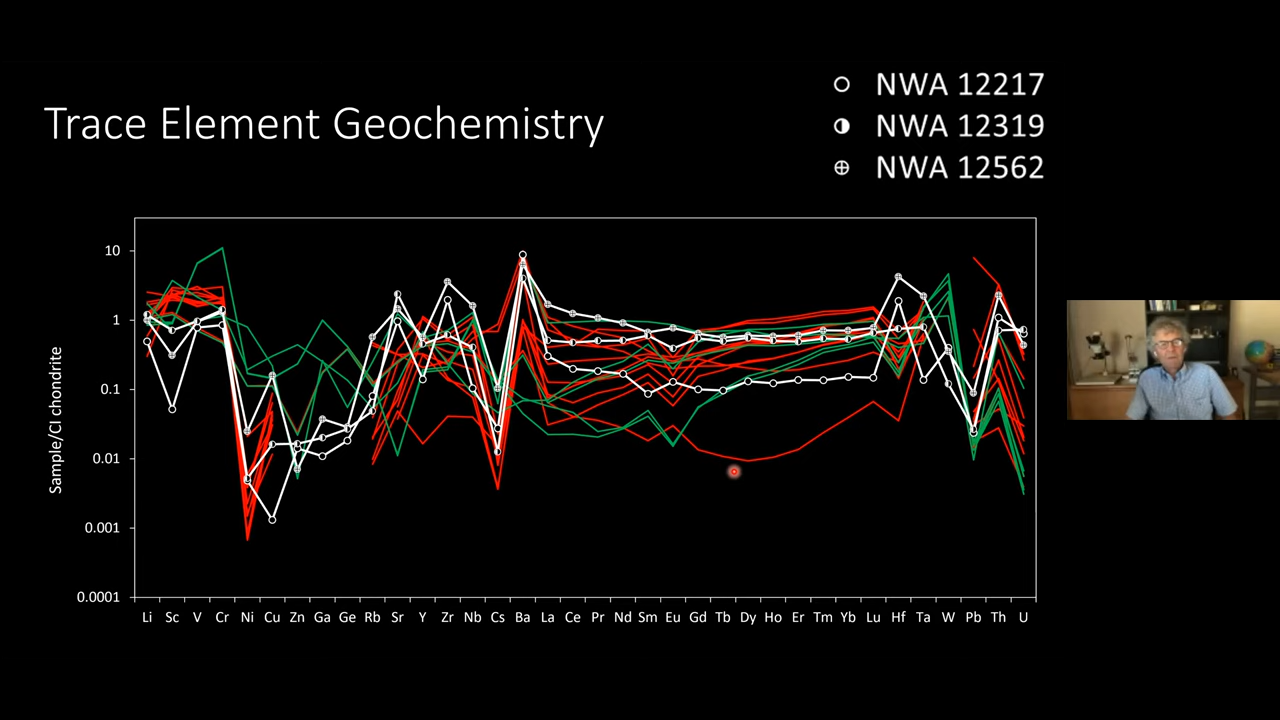 Trace Element Geochemistry
NWA 12217
NWA 12319
NWA 12562
Sample/CI chondrite
10
1
0.1
0.01
0.001
0.0001
Li Sc V Cr Ni Cu Zn Ga Ge Rb Sr Y Zr Nb Cs Ba La Ce Pr Nd Sm Eu Gd Tb Dy Ho Er Tm Yb Lu Hf Ta W Pb Th U